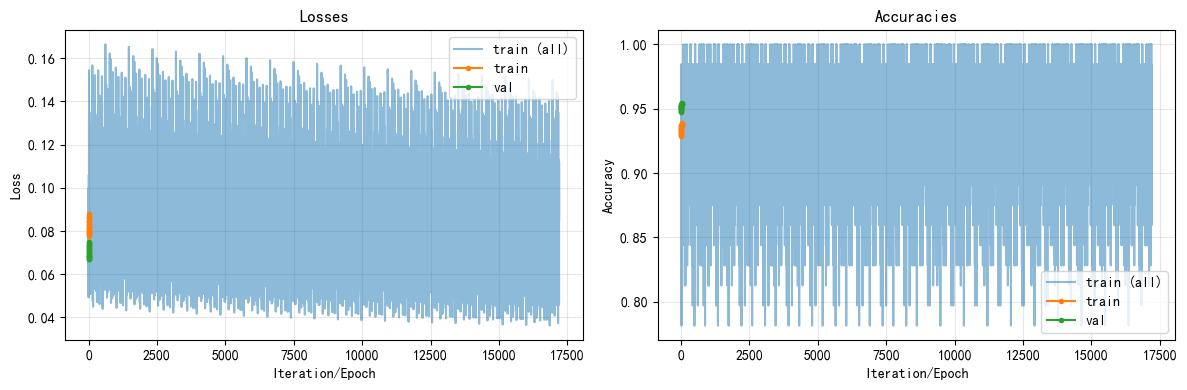 Losses
0.16
0.14
0.12
0.10
0.08
0.06
0.04
Loss
0
2500
5000
7500
10000
12500
15000
17500
Iteration/Epoch
train (all)
train
val
Accuracies
1.00
0.95
0.90
0.85
0.80
Accuracy
0
2500
5000
7500
10000
12500
15000
17500
Iteration/Epoch
train (all)
train
val